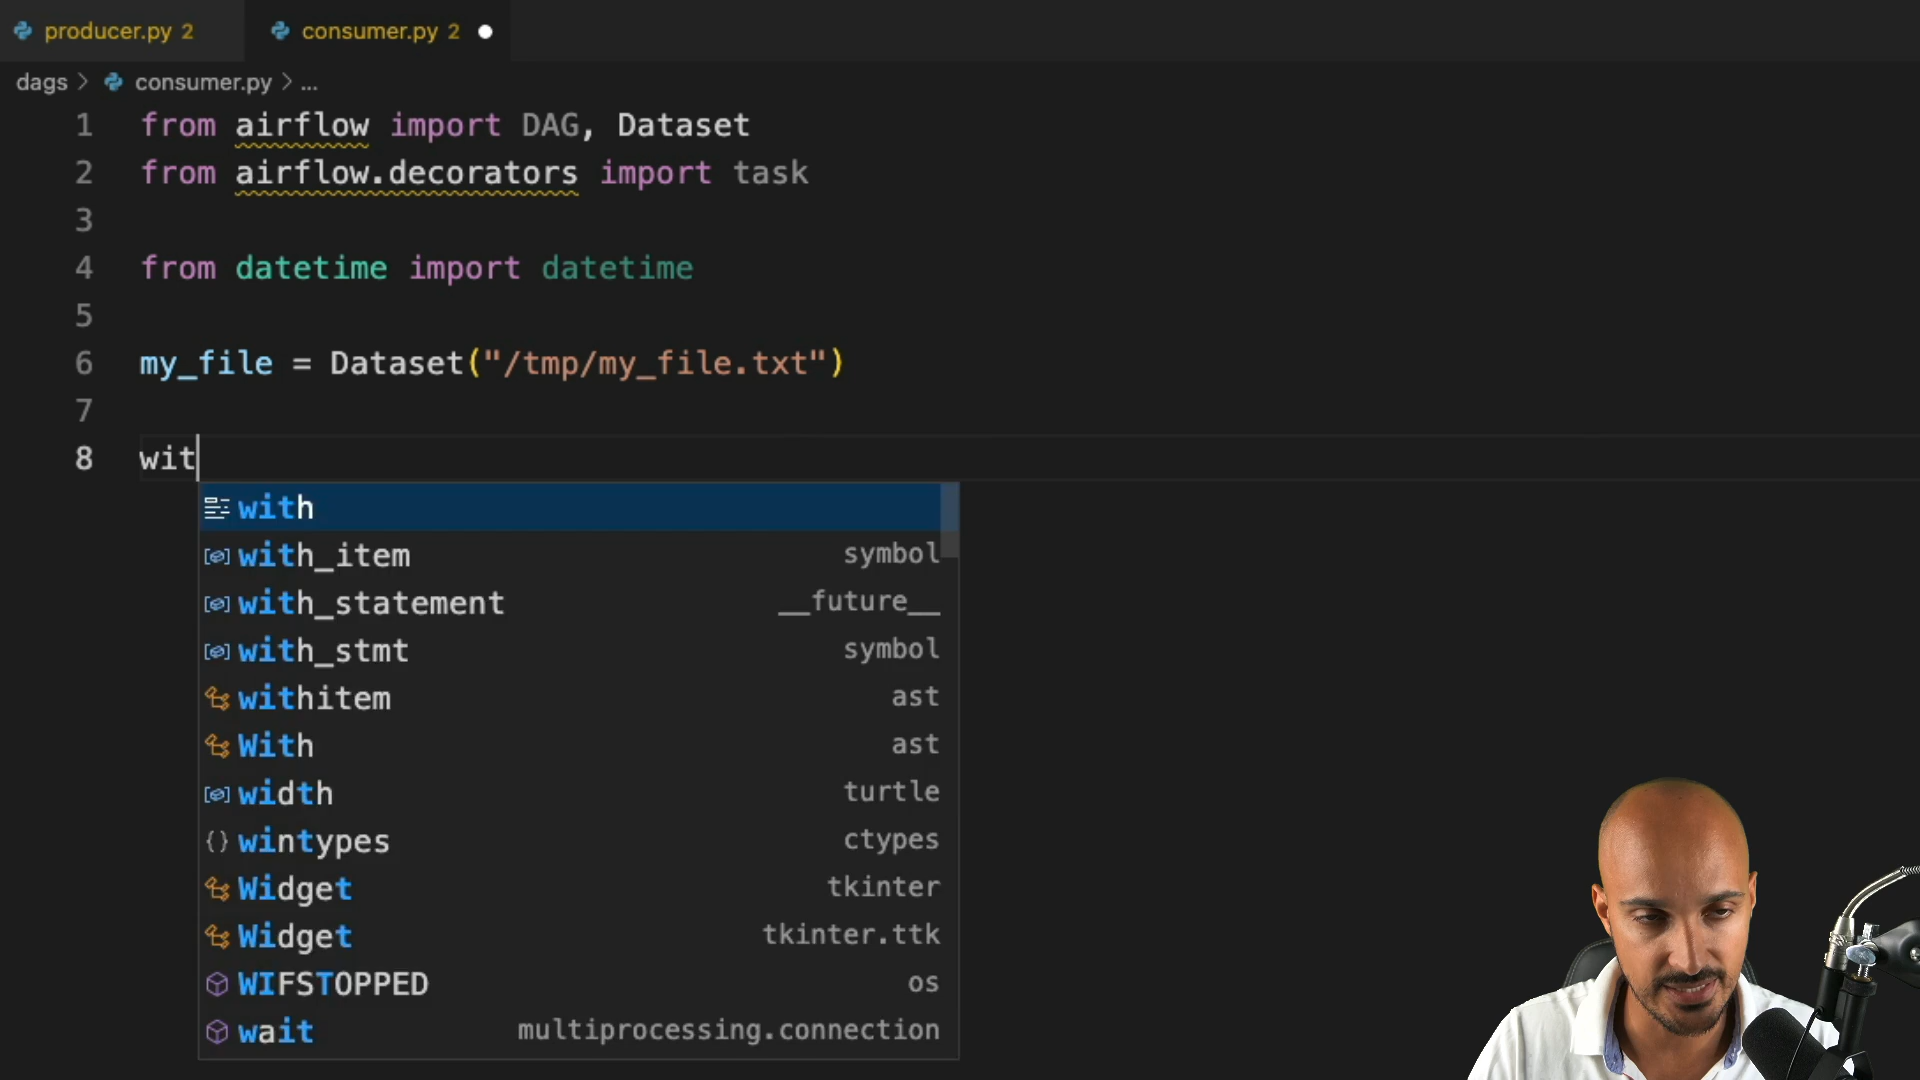 producer.py 2 consumer.py 2
dags > consumer.py > ...
1 from airflow import DAG, Dataset
2 from airflow.decorators import task
3
4 from datetime import datetime
5
6 my_file = Dataset("/tmp/my_file.txt")
7
8 wit
with
with_item symbol
with_statement __future__
with_stmt symbol
withitem ast
With ast
width turtle
wintypes ctypes
Widget tkinter
Widget tkinter.ttk
WIFSTOPPED os
wait multiprocessing.connection